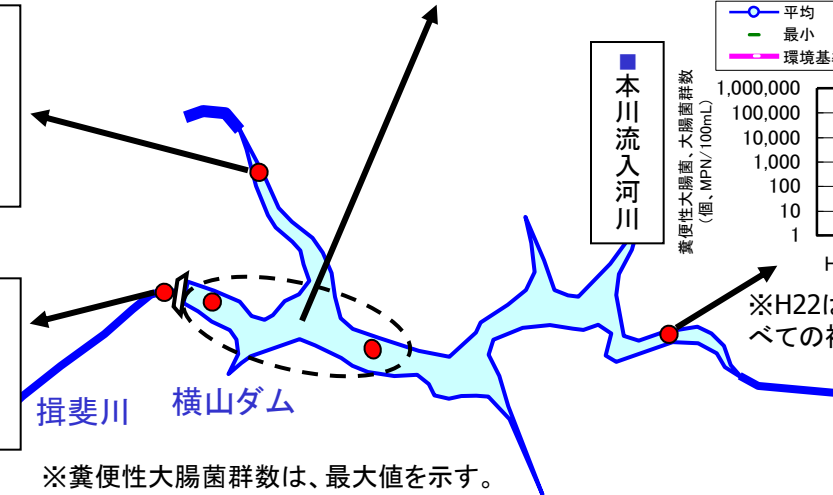 平均
最小
環境基
■本川流入河川
糞便性大腸菌、大腸菌群数
（個、MPN/100mL）
1,000,000
100,000
10,000
1,000
100
10
1
H
※H22は
べての
揖斐川
横山ダム
※糞便性大腸菌群数は、最大値を示す。